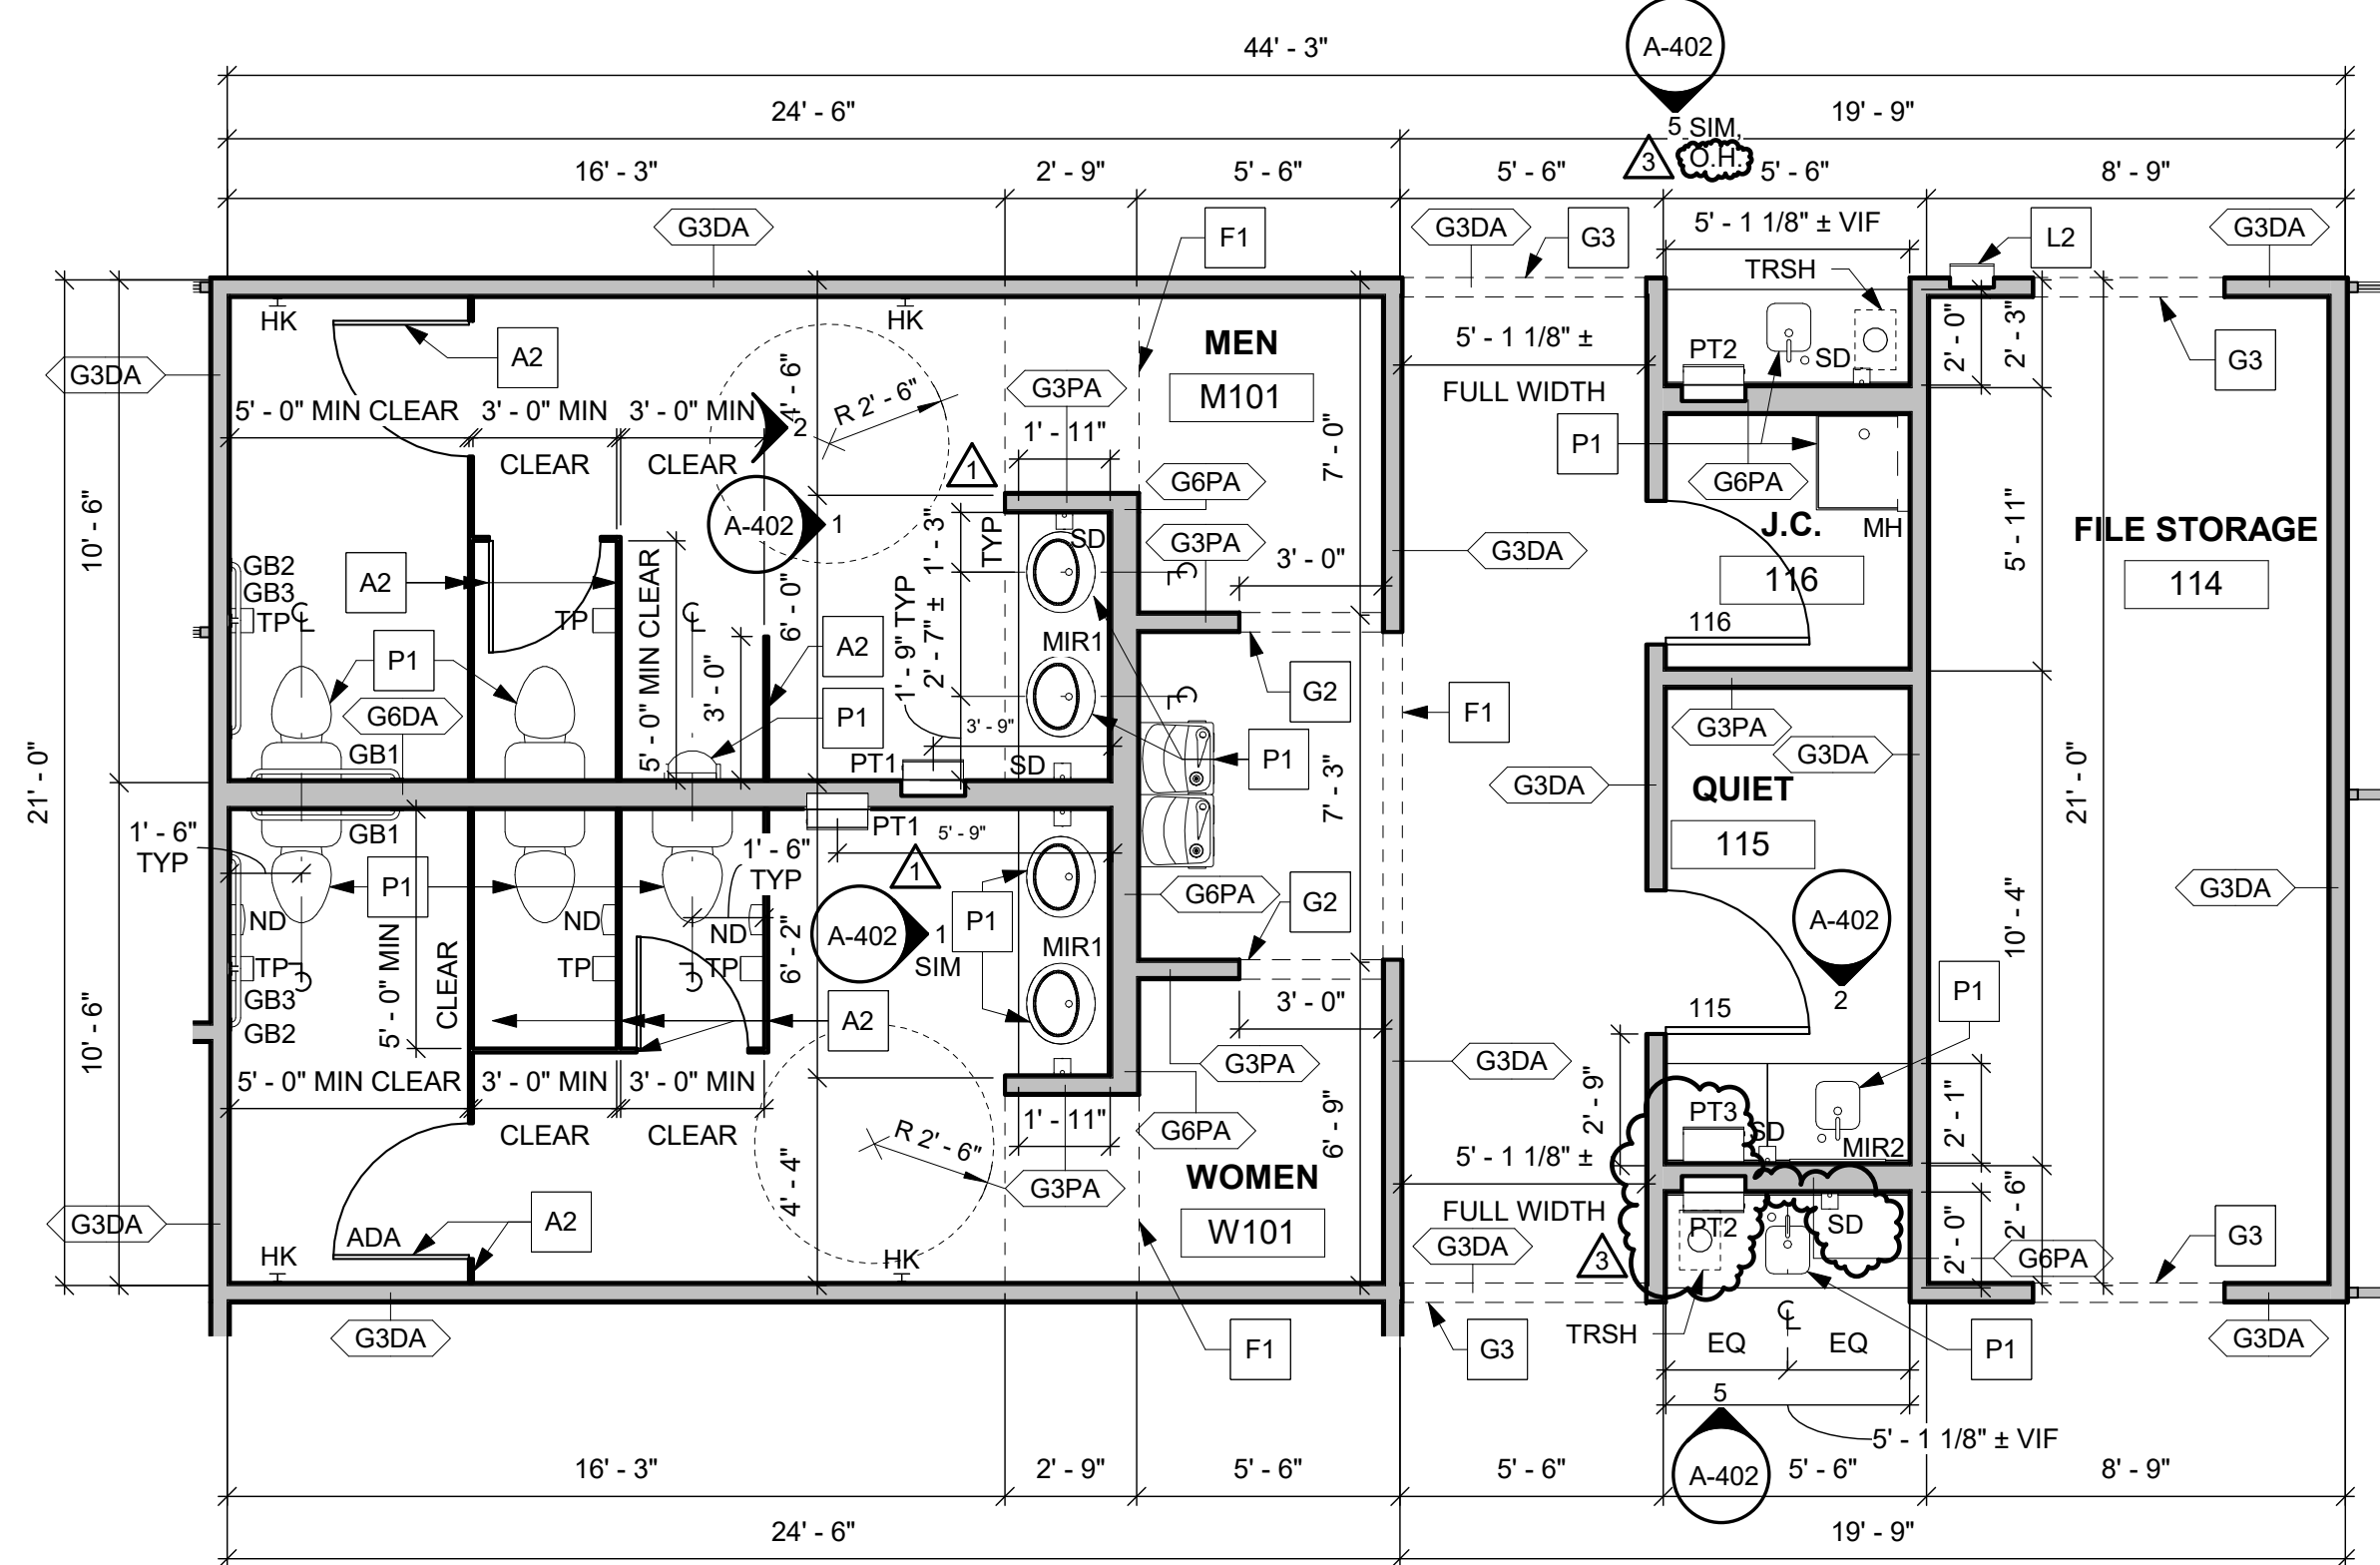 44' - 3"
A-402
24' - 6"
19' - 9"
5 SIM,
3
O.H.
16' - 3"
2' - 9"
5' - 6"
5' - 6"
5' - 6"
8' - 9"
G3DA
F1
G3DA
G3
5' - 1 1/8" ± VIF
L2
G3DA
TRSH
HK
HK
MEN
M101
A2
G3DA
4' - 6"
R 2' - 6"
G3PA
5' - 1 1/8" ±
FULL WIDTH
PT2
SD
2' - 0"
2' - 3"
G3
5' - 0" MIN CLEAR
3' - 0" MIN
CLEAR
3' - 0" MIN
CLEAR
2
1' - 11"
7' - 0"
P1
1
G6PA
G6PA
A-402
1
10' - 6"
1' - 3"
TYP
SD
G3PA
3' - 0"
G3DA
J.C.
116
MH
5' - 11"
FILE STORAGE
114
GB2
GB3
TP
CL
A2
TP
5' - 0" MIN CLEAR
CL
6' - 0"
1' - 9" TYP
2' - 7" ±
CL
116
P1
A2
MIR1
G2
3' - 0"
G6DA
P1
3' - 9"
CL
F1
G3PA
G3DA
GB1
PT1
SD
P1
7' - 3"
G3DA
QUIET
115
21' - 0"
21' - 0"
1' - 6"
TYP
GB1
PT1
5' - 9"
1' - 6"
TYP
1
P1
ND
ND
ND
G6PA
G2
G3DA
A-402
1
SIM
P1
MIR1
A-402
2
10' - 4"
TP
CL
TP
CL
TP
6' - 2"
GB3
GB2
5' - 0" MIN
CLEAR
A2
3' - 0"
115
P1
10' - 6"
5' - 0" MIN CLEAR
3' - 0" MIN
CLEAR
3' - 0" MIN
CLEAR
G3PA
G3DA
2' - 9"
2' - 1"
1' - 11"
G6PA
6' - 9"
PT3
SD
MIR2
R 2' - 6"
G3PA
WOMEN
W101
5' - 1 1/8" ±
FULL WIDTH
4' - 4"
G3DA
ADA
A2
HK
HK
G3DA
3
PT2
SD
2' - 0"
2' - 6"
G6PA
G3
G3DA
F1
G3
TRSH
CL
EQ
EQ
P1
G3DA
5
5' - 1 1/8" ± VIF
A-402
16' - 3"
2' - 9"
5' - 6"
5' - 6"
5' - 6"
8' - 9"
24' - 6"
19' - 9"